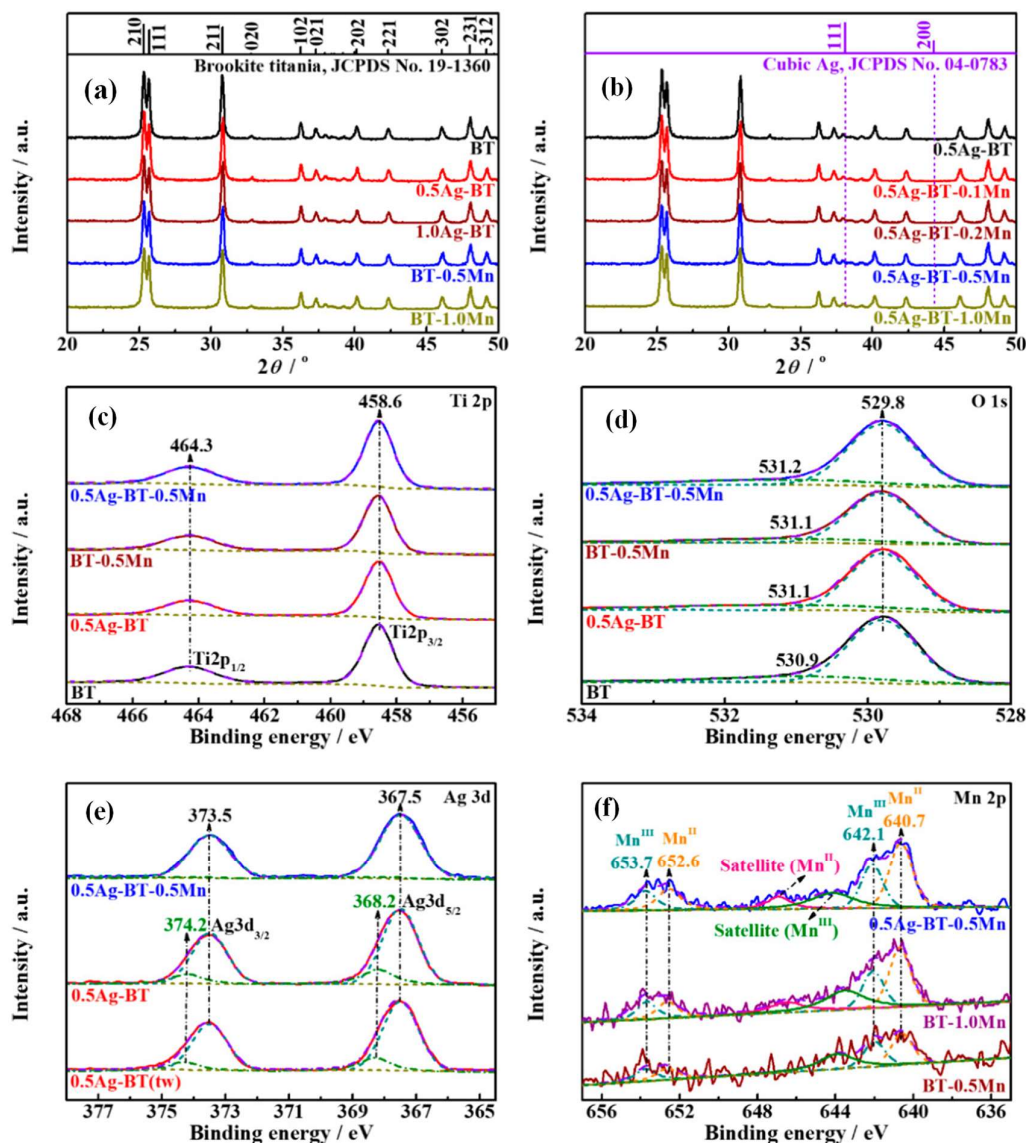 210
111
211
020
102
021
202
221
302
231
312
Brookite titania, JCPDS No. 19-1360
(a)
BT
0.5Ag-BT
1.0Ag-BT
BT-0.5Mn
BT-1.0Mn
Intensity / a.u.
20 25 30 35 40 45 50
2θ / °
111
200
Cubic Ag, JCPDS No. 04-0783
(b)
0.5Ag-BT
0.5Ag-BT-0.1Mn
0.5Ag-BT-0.2Mn
0.5Ag-BT-0.5Mn
0.5Ag-BT-1.0Mn
Intensity / a.u.
20 25 30 35 40 45 50
2θ / °
(c)
Ti 2p
458.6
464.3
0.5Ag-BT-0.5Mn
BT-0.5Mn
0.5Ag-BT
Ti2p1/2
Ti2p3/2
BT
Intensity / a.u.
468 466 464 462 460 458 456
Binding energy / eV
(d)
O 1s
529.8
531.2
0.5Ag-BT-0.5Mn
531.1
BT-0.5Mn
531.1
0.5Ag-BT
530.9
BT
Intensity / a.u.
534 532 530 528
Binding energy / eV
(e)
Ag 3d
373.5
367.5
0.5Ag-BT-0.5Mn
374.2
Ag3d3/2
368.2
Ag3d5/2
0.5Ag-BT
0.5Ag-BT(tw)
Intensity / a.u.
377 375 373 371 369 367 365
Binding energy / eV
(f)
Mn 2p
MnIII
653.7
MnII
652.6
MnIII
642.1
MnII
640.7
Satellite (MnII)
Satellite (MnIII)
0.5Ag-BT-0.5Mn
BT-1.0Mn
BT-0.5Mn
Intensity / a.u.
656 652 648 644 640 636
Binding energy / eV